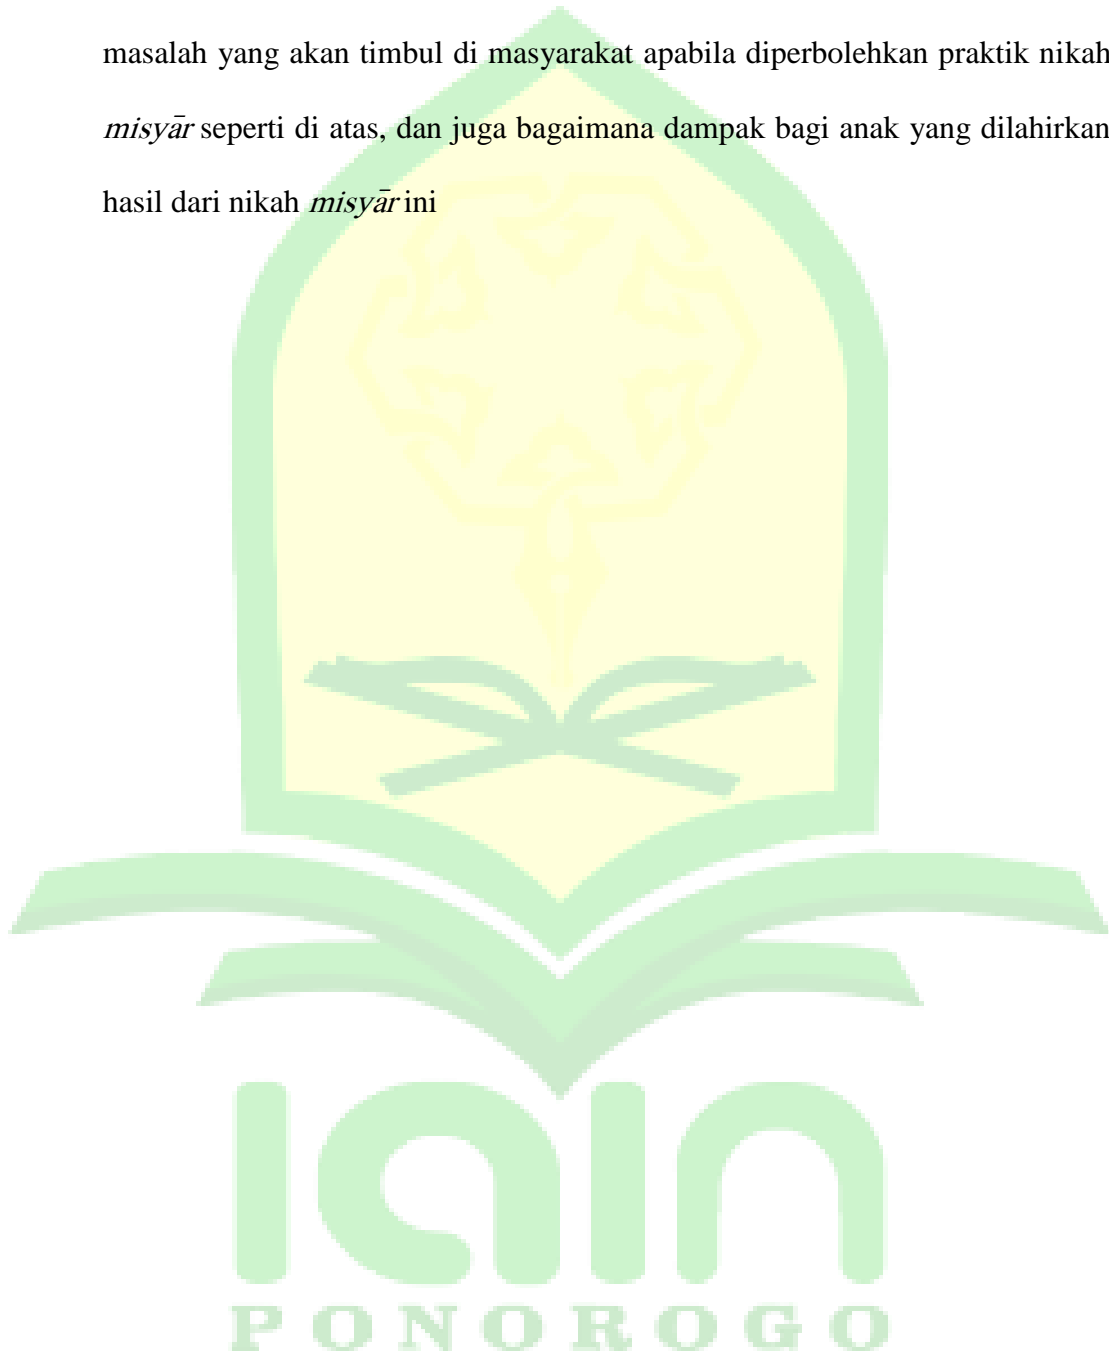 masalah yang akan timbul di masyarakat apabila diperbolehkan praktik nikah
misyār seperti di atas, dan juga bagaimana dampak bagi anak yang dilahirkan
hasil dari nikah misyār ini
iain
PONOROGO